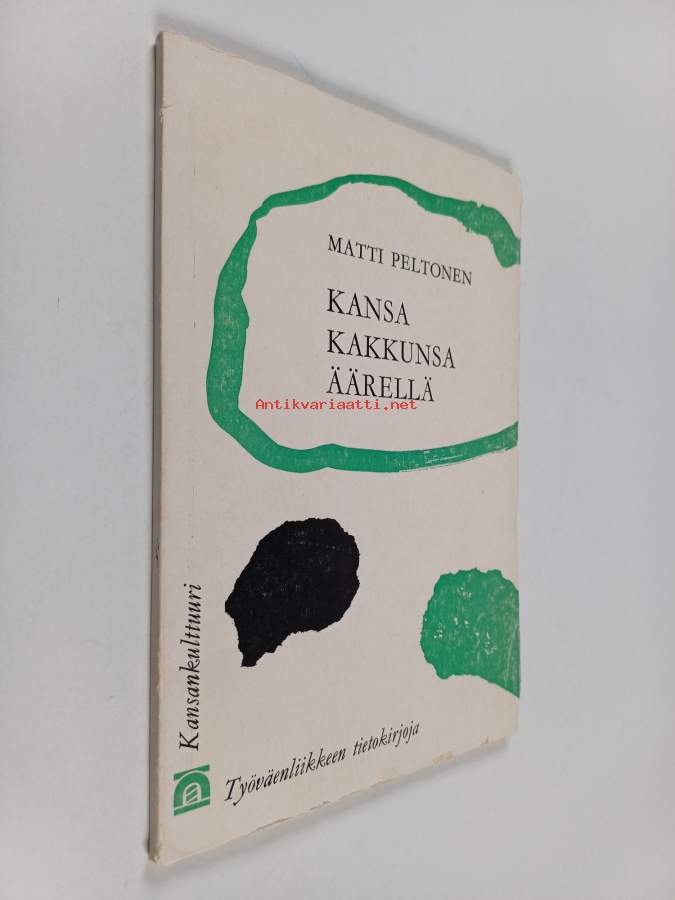 MATTI PELTONEN
KANSA
KAKKUNSA
ÄÄRELLÄ
Antikvariaatti.net
Kansankulttuuri
Työväenliikkeen tietokirjoja